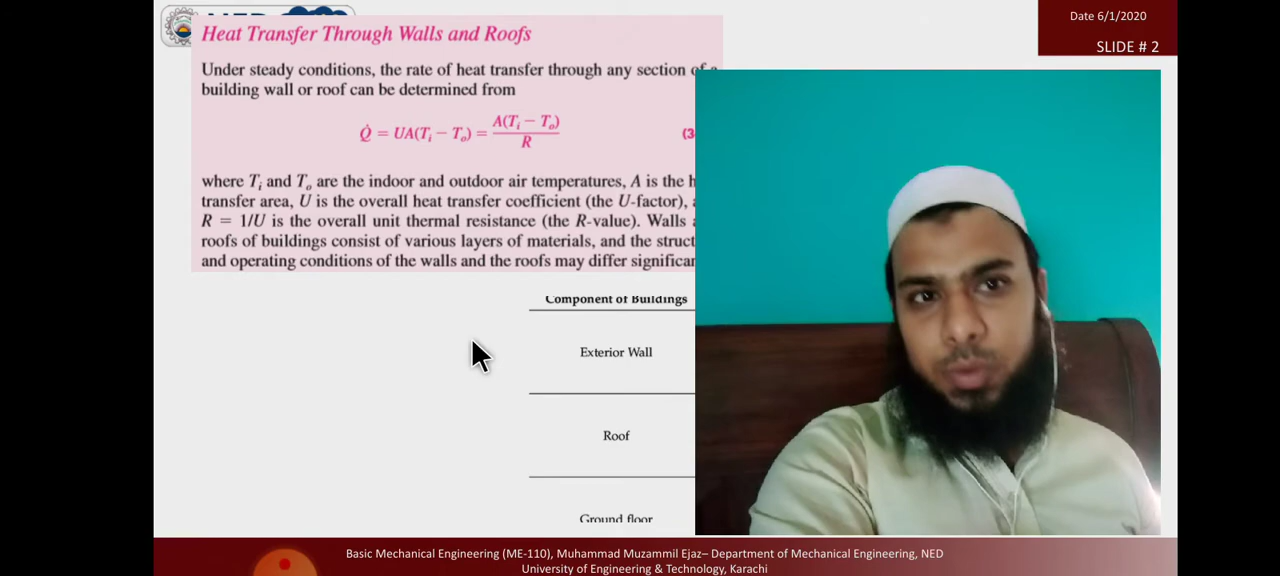 NED
Date 6/1/2020
SLIDE # 2
Heat Transfer Through Walls and Roofs
Under steady conditions, the rate of heat transfer through any section of a
building wall or roof can be determined from
Q̇ = UA(Tᵢ − Tₒ) = A(Tᵢ − Tₒ) / R (3
where Tᵢ and Tₒ are the indoor and outdoor air temperatures, A is the h
transfer area, U is the overall heat transfer coefficient (the U-factor),
R = 1/U is the overall unit thermal resistance (the R-value). Walls
roofs of buildings consist of various layers of materials, and the struct
and operating conditions of the walls and the roofs may differ significan
Component of Buildings
Exterior Wall
Roof
Ground floor
Basic Mechanical Engineering (ME-110), Muhammad Muzammil Ejaz– Department of Mechanical Engineering, NED
University of Engineering & Technology, Karachi